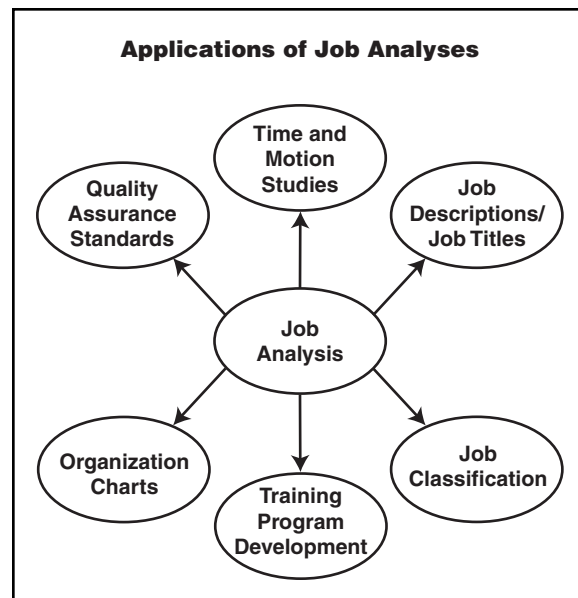 Applications of Job Analyses
Time and
Motion
Studies
Quality
Assurance
Standards
Job
Descriptions/
Job Titles
Job
Analysis
Organization
Charts
Training
Program
Development
Job
Classification